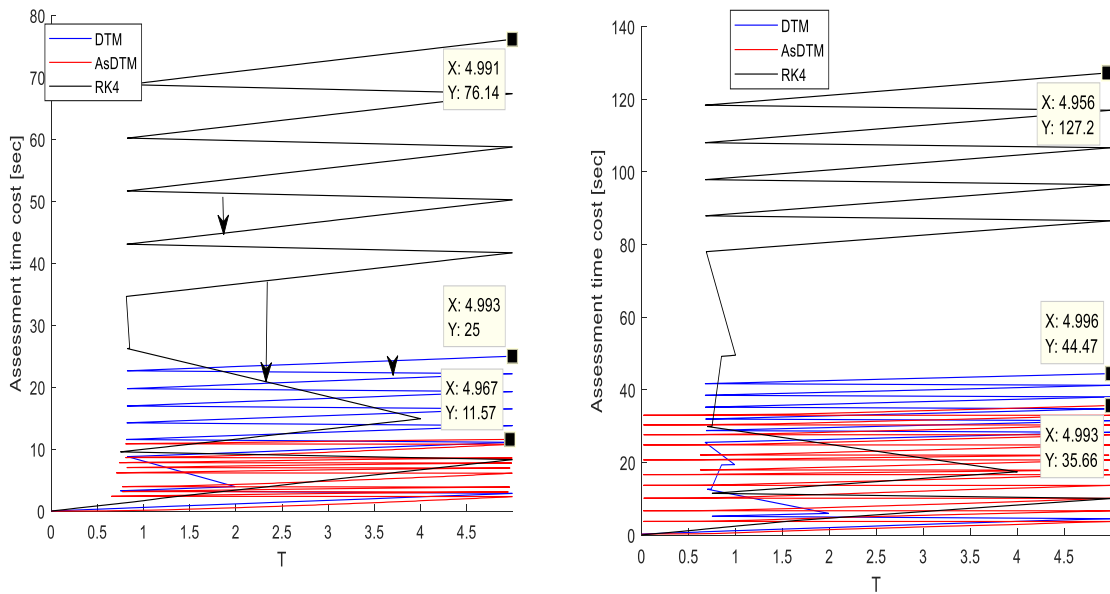 80
70
60
50
40
30
20
10
0
Assessment time cost [sec]
DTM
AsDTM
RK4
X: 4.991
Y: 76.14
X: 4.993
Y: 25
X: 4.967
Y: 11.57
0
0.5
1
1.5
2
2.5
3
3.5
4
4.5
T
140
120
100
80
60
40
20
0
Assessment time cost [sec]
DTM
AsDTM
RK4
X: 4.956
Y: 127.2
X: 4.996
Y: 44.47
X: 4.993
Y: 35.66
0
0.5
1
1.5
2
2.5
3
3.5
4
4.5
T